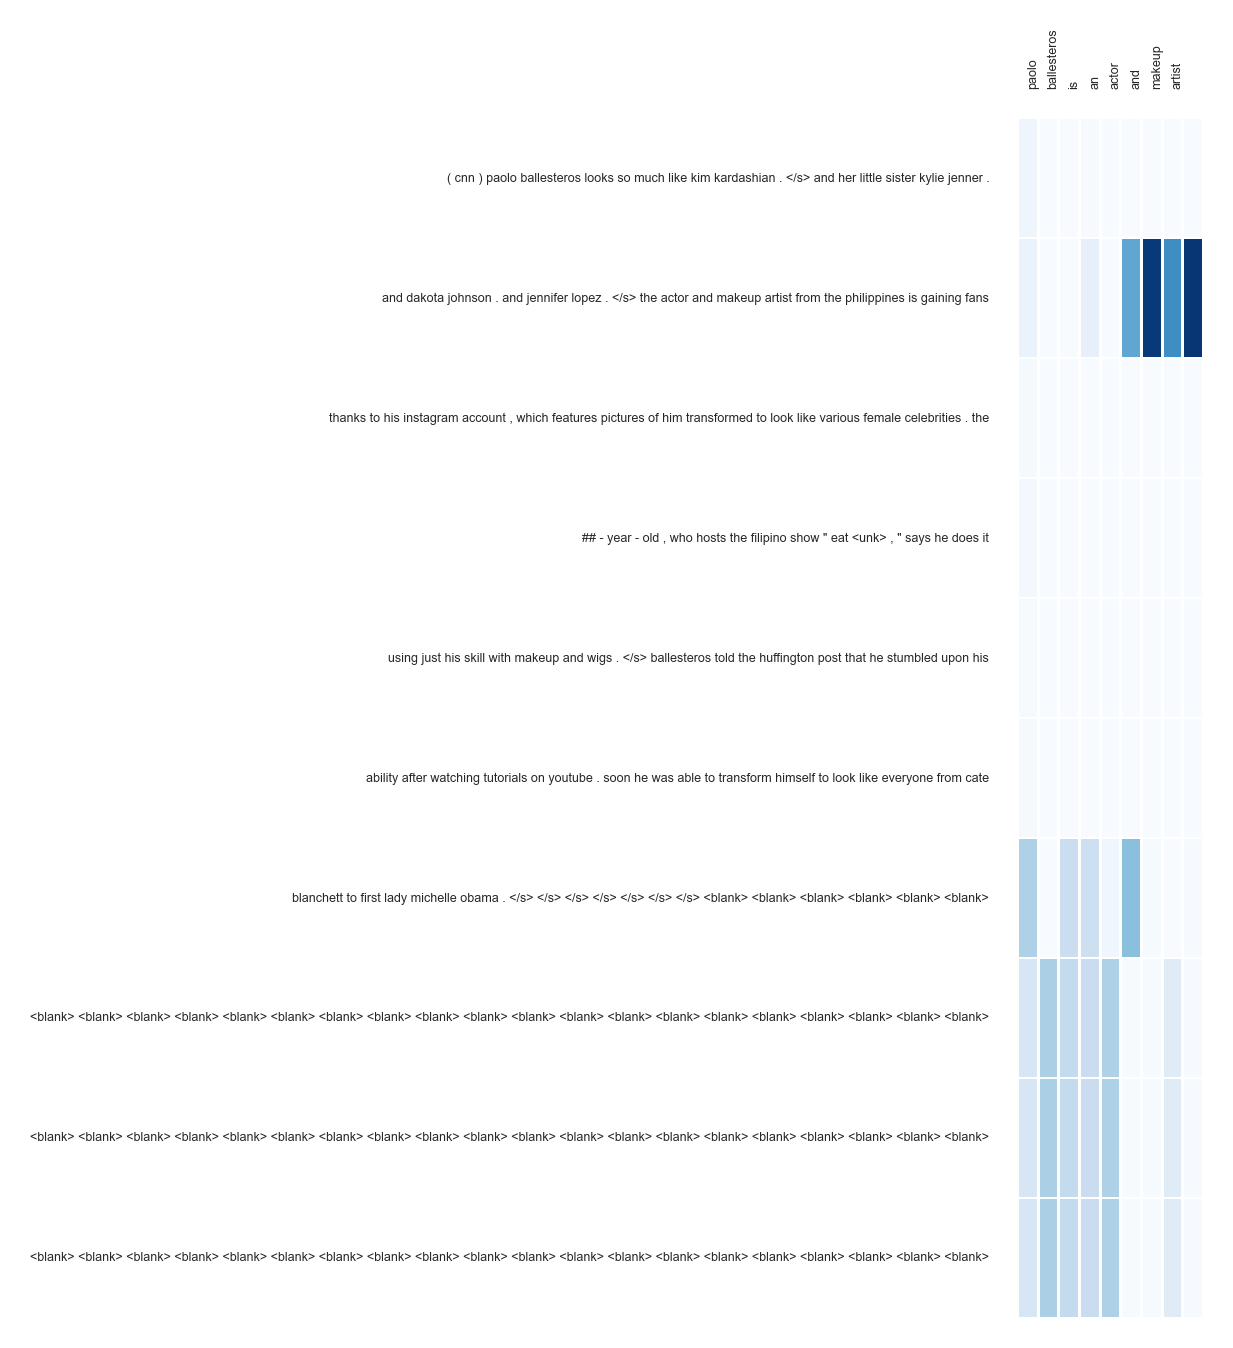 paolo
ballesteros
is
an
actor
and
makeup
artist
( cnn ) paolo ballesteros looks so much like kim kardashian . </s> and her little sister kylie jenner .
and dakota johnson . and jennifer lopez . </s> the actor and makeup artist from the philippines is gaining fans
thanks to his instagram account , which features pictures of him transformed to look like various female celebrities . the
## - year - old , who hosts the filipino show " eat <unk> , " says he does it
using just his skill with makeup and wigs . </s> ballesteros told the huffington post that he stumbled upon his
ability after watching tutorials on youtube . soon he was able to transform himself to look like everyone from cate
blanchett to first lady michelle obama . </s> </s> </s> </s> </s> </s> </s> <blank> <blank> <blank> <blank> <blank> <blank>
<blank> <blank> <blank> <blank> <blank> <blank> <blank> <blank> <blank> <blank> <blank> <blank> <blank> <blank> <blank> <blank> <blank> <blank> <blank> <blank>
<blank> <blank> <blank> <blank> <blank> <blank> <blank> <blank> <blank> <blank> <blank> <blank> <blank> <blank> <blank> <blank> <blank> <blank> <blank> <blank>
<blank> <blank> <blank> <blank> <blank> <blank> <blank> <blank> <blank> <blank> <blank> <blank> <blank> <blank> <blank> <blank> <blank> <blank> <blank> <blank>